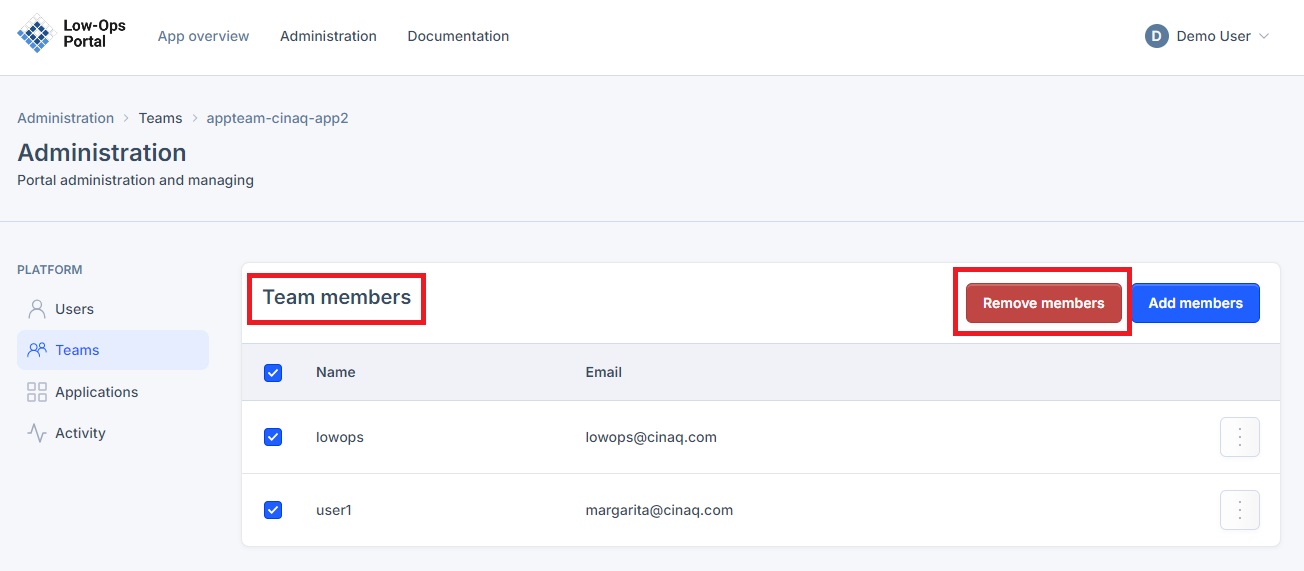 Low-Ops
Portal
App overview
Administration
Documentation
D
Demo User
Administration > Teams > appteam-cinaq-app2
Administration
Portal administration and managing
PLATFORM
Users
Teams
Applications
Activity
Team members
Remove members
Add members
Name Email
lowops lowops@cinaq.com
user1 margarita@cinaq.com